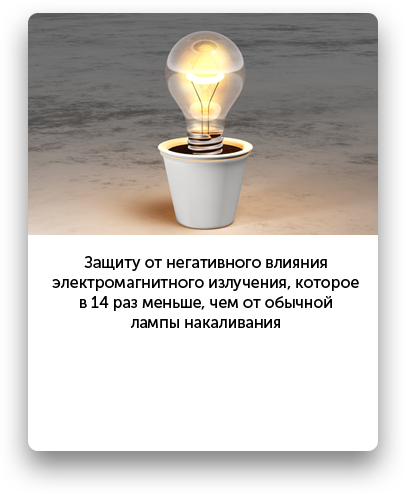 Защиту от негативного влияния
электромагнитного излучения, которое
в 14 раз меньше, чем от обычной
лампы накаливания